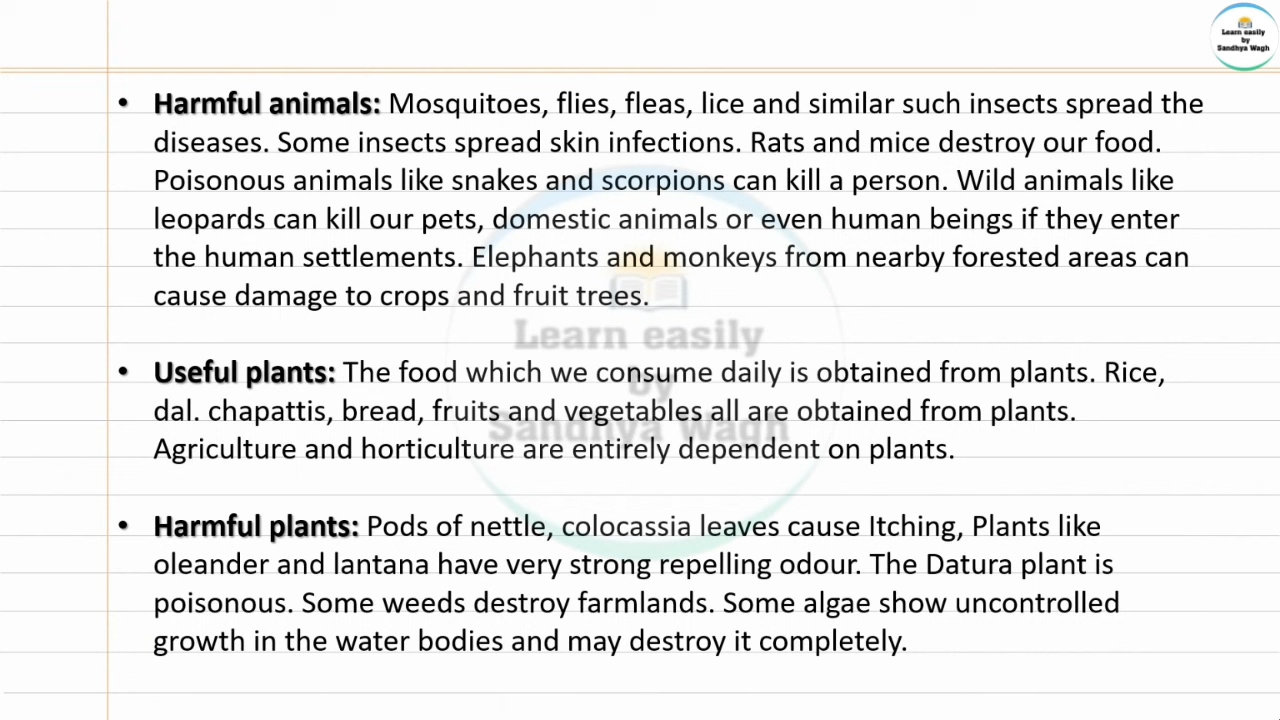 Learn easily
by
Sandhya Wagh
• Harmful animals: Mosquitoes, flies, fleas, lice and similar such insects spread the
diseases. Some insects spread skin infections. Rats and mice destroy our food.
Poisonous animals like snakes and scorpions can kill a person. Wild animals like
leopards can kill our pets, domestic animals or even human beings if they enter
the human settlements. Elephants and monkeys from nearby forested areas can
cause damage to crops and fruit trees.
Learn easily
by
Sandhya Wagh
• Useful plants: The food which we consume daily is obtained from plants. Rice,
dal. chapattis, bread, fruits and vegetables all are obtained from plants.
Agriculture and horticulture are entirely dependent on plants.
• Harmful plants: Pods of nettle, colocassia leaves cause Itching, Plants like
oleander and lantana have very strong repelling odour. The Datura plant is
poisonous. Some weeds destroy farmlands. Some algae show uncontrolled
growth in the water bodies and may destroy it completely.